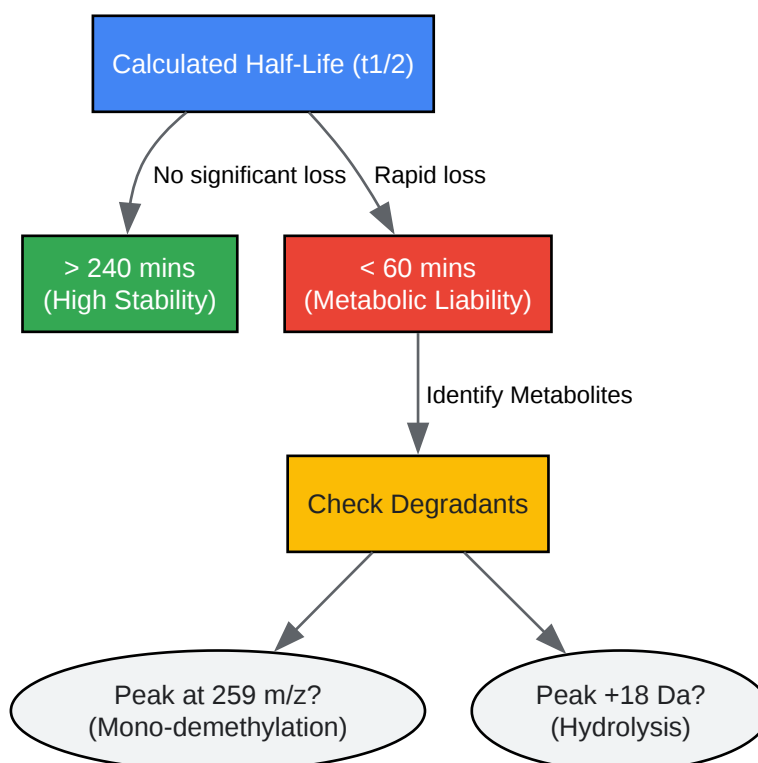 Calculated Half-Life (t1/2)
No significant loss
Rapid loss
> 240 mins
(High Stability)
< 60 mins
(Metabolic Liability)
Identify Metabolites
Check Degradants
Peak at 259 m/z?
(Mono-demethylation)
Peak +18 Da?
(Hydrolysis)